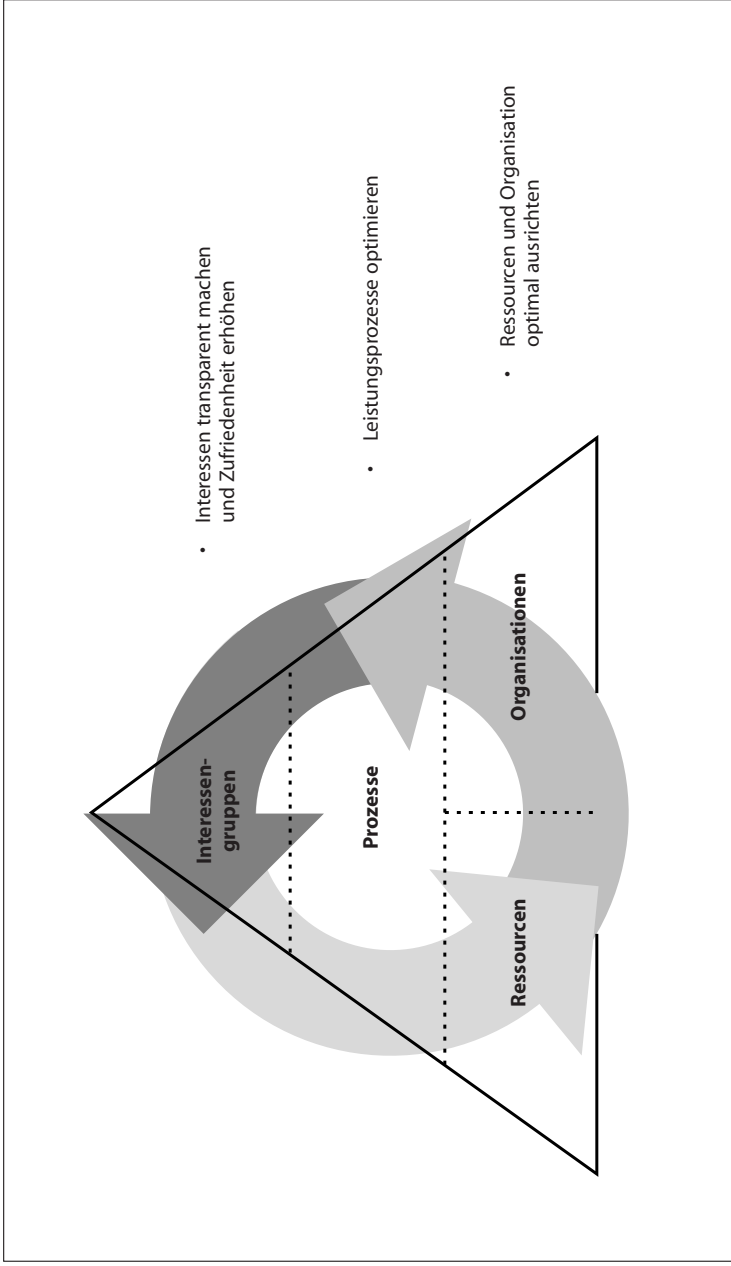 Interessen-
gruppen
Prozesse
Ressourcen
Organisationen
• Interessen transparent machen
und Zufriedenheit erhöhen
• Leistungsprozesse optimieren
• Ressourcen und Organisation
optimal ausrichten